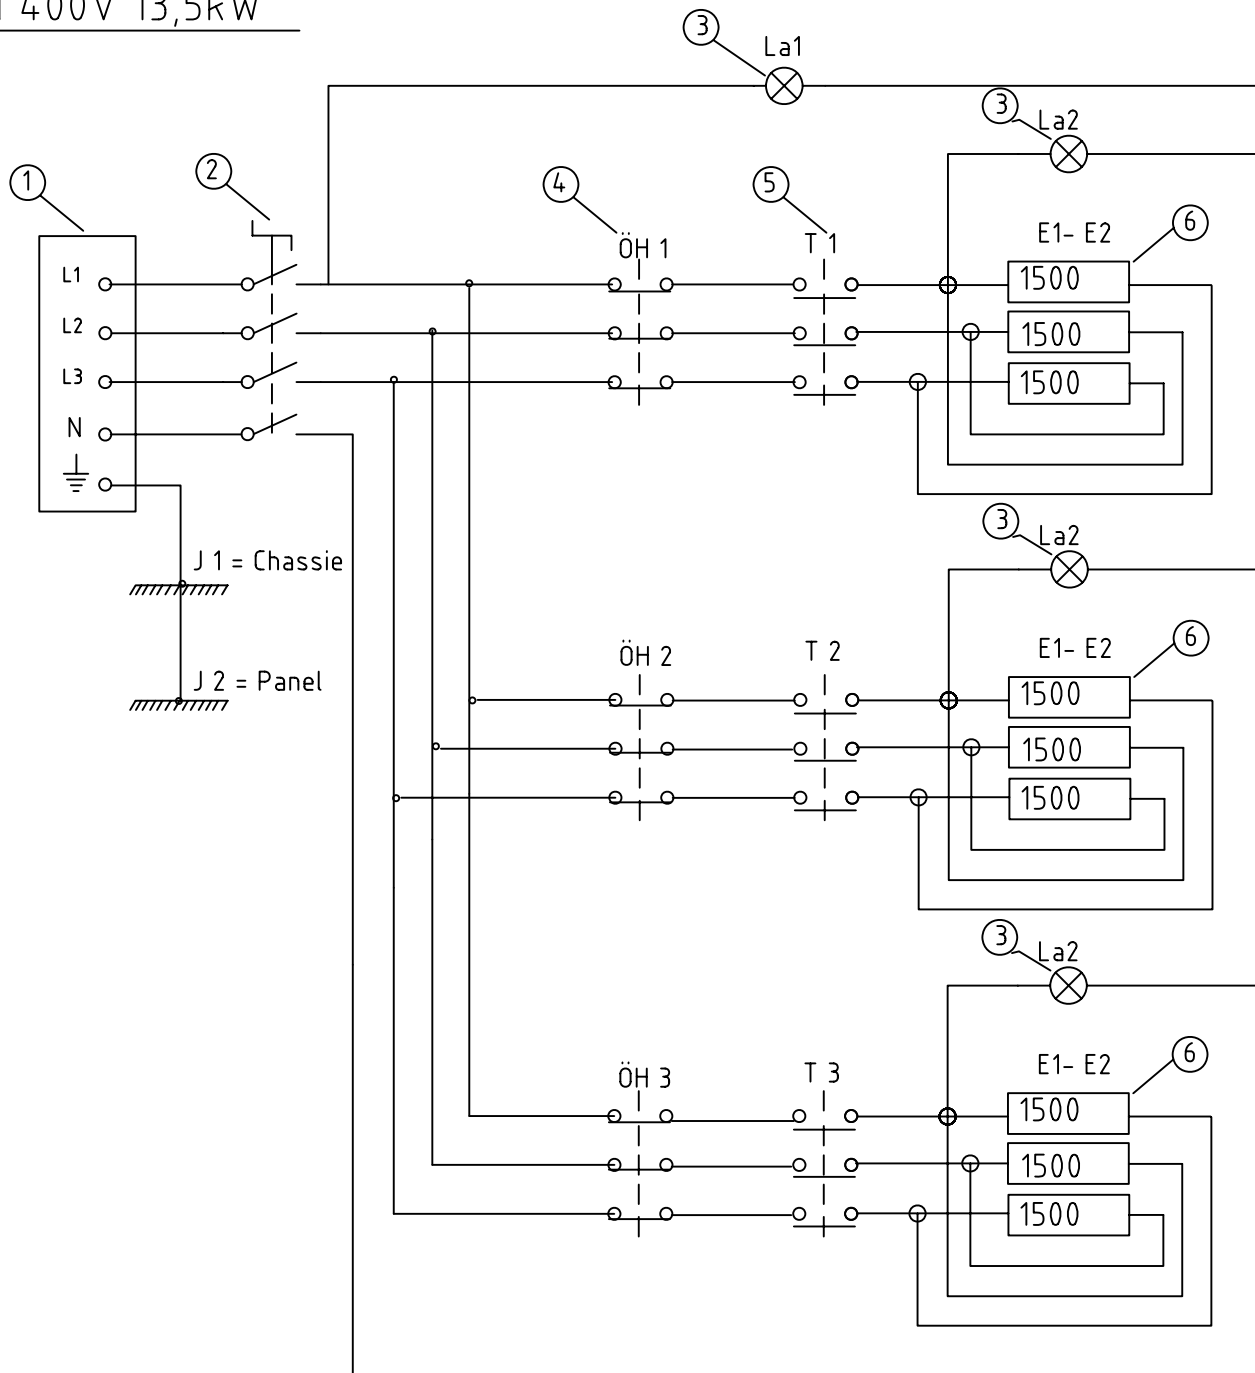 400V 13,5kW
3
La1
3
La2
1
2
4
5
6
ÖH 1
T 1
E1- E2
L1
1500
L2
1500
L3
1500
N
3
La2
J 1 = Chassie
ÖH 2
T 2
E1- E2
6
J 2 = Panel
1500
1500
1500
3
La2
ÖH 3
T 3
E1- E2
6
1500
1500
1500